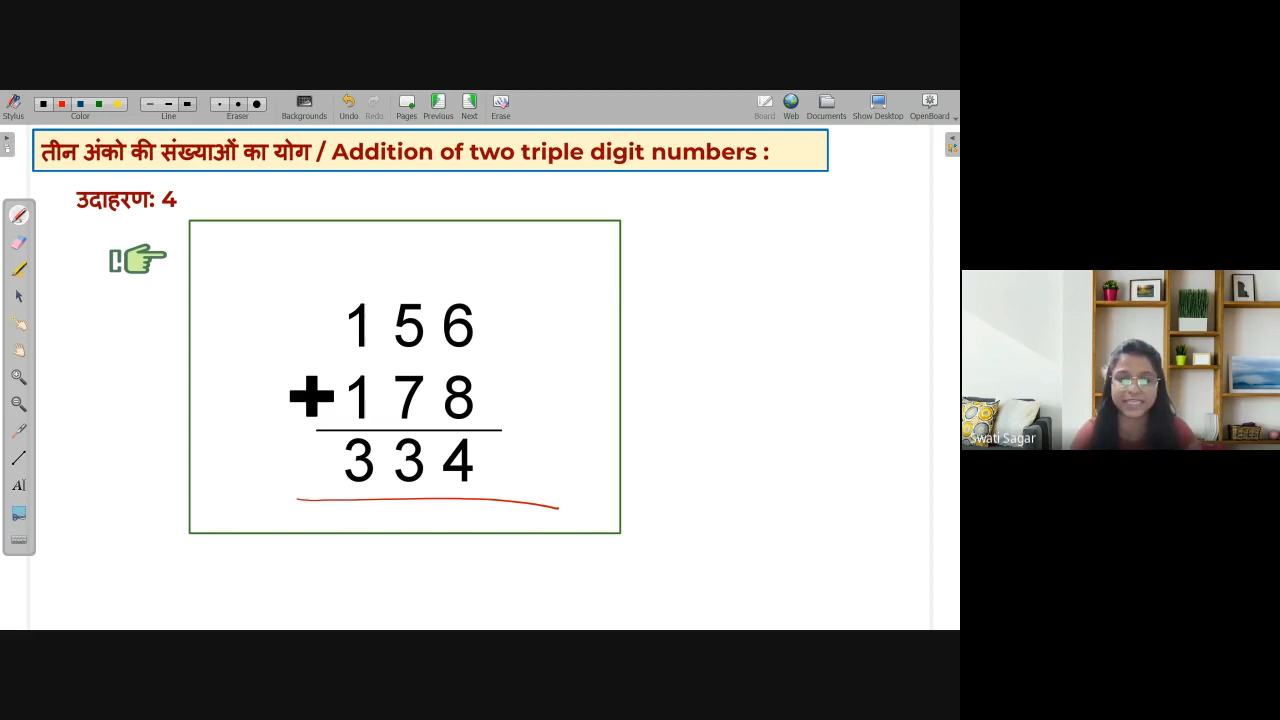 Stylus
Color
Line
Eraser
Backgrounds
Undo
Redo
Pages
Previous
Next
Erase
Board
Web
Documents
Show Desktop
OpenBoard
तीन अंको की संख्याओं का योग / Addition of two triple digit numbers :
उदाहरण: 4
1 5 6
+ 1 7 8
3 3 4
Swati Sagar